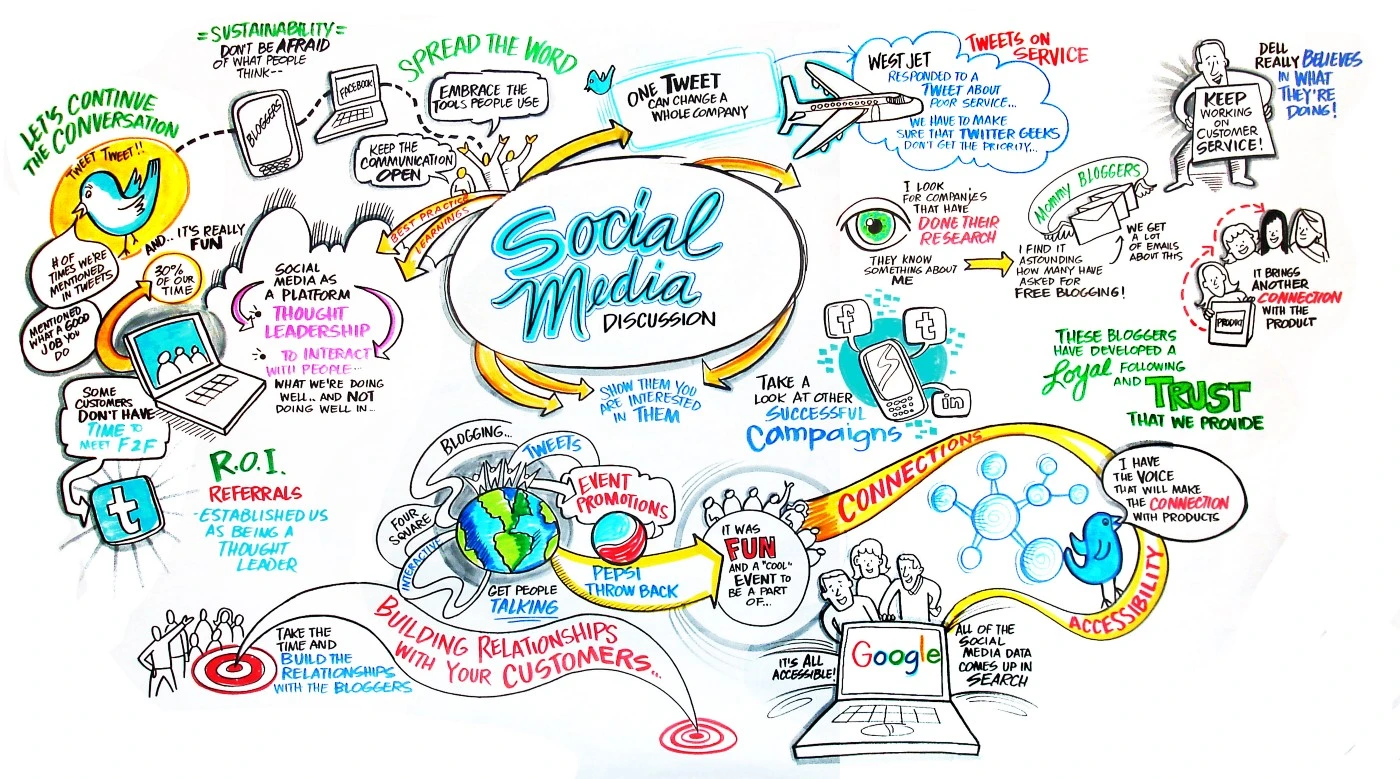 =SUSTAINABILITY=
DON'T BE AFRAID
OF WHAT PEOPLE
THINK--
SPREAD THE WORD
LET'S CONTINUE
THE CONVERSATION
TWEET TWEET!!
BLOGGERS
FACEBOOK
EMBRACE THE
TOOLS PEOPLE USE
KEEP THE
COMMUNICATION
OPEN
BEST PRACTICE
LEARNINGS
ONE TWEET
CAN CHANGE A
WHOLE COMPANY
WESTJET
RESPONDED TO A
TWEET ABOUT
POOR SERVICE...
WE HAVE TO MAKE
SURE THAT TWITTER GEEKS
DON'T GET THE PRIORITY...
TWEETS ON
SERVICE
KEEP
WORKING
ON
CUSTOMER
SERVICE!
DELL
REALLY BELIEVES
IN WHAT
THEY'RE
DOING!
# OF
TIMES WE'RE
MENTIONED
IN TWEETS
MENTIONED
WHAT A GOOD
JOB YOU
DO
AND.. IT'S REALLY
FUN
30%
OF OUR
TIME
SOCIAL
MEDIA AS
A PLATFORM
THOUGHT
LEADERSHIP
TO INTERACT
WITH PEOPLE...
WHAT WE'RE DOING
WELL.. AND NOT
DOING WELL IN...
SOME
CUSTOMERS
DON'T HAVE
TIME TO
MEET F2F
t
Social
Media
DISCUSSION
SHOW THEM YOU
ARE INTERESTED
IN THEM
I LOOK
FOR COMPANIES
THAT HAVE
DONE THEIR
RESEARCH
THEY KNOW
SOMETHING ABOUT
ME
Mommy BLOGGERS
I FIND IT
ASTOUNDING
HOW MANY HAVE
ASKED FOR
FREE BLOGGING!
WE GET
A LOT
OF EMAILS
ABOUT THIS
IT BRINGS
ANOTHER
CONNECTION
WITH THE
PRODUCT
PRODUCT
f
t
in
TAKE A
LOOK AT OTHER
SUCCESSFUL
Campaigns
THESE BLOGGERS
HAVE DEVELOPED A
Loyal FOLLOWING
AND TRUST
THAT WE PROVIDE
R.O.I.
REFERRALS
-ESTABLISHED US
AS BEING A
THOUGHT
LEADER
BLOGGING...
TWEETS
FOUR
SQUARE
INTERACTIVE
GET PEOPLE
TALKING
EVENT
PROMOTIONS
PEPSI
THROW BACK
IT WAS
FUN
AND A "COOL"
EVENT TO
BE A PART
OF...
CONNECTIONS
I HAVE
THE VOICE
THAT WILL MAKE
THE CONNECTION
WITH PRODUCTS
ACCESSIBILITY
TAKE THE
TIME AND
BUILD THE
RELATIONSHIPS
WITH THE BLOGGERS
BUILDING RELATIONSHIPS
WITH YOUR CUSTOMERS...
IT'S ALL
ACCESSIBLE!
Google
ALL OF THE
SOCIAL
MEDIA DATA
COMES UP IN
SEARCH